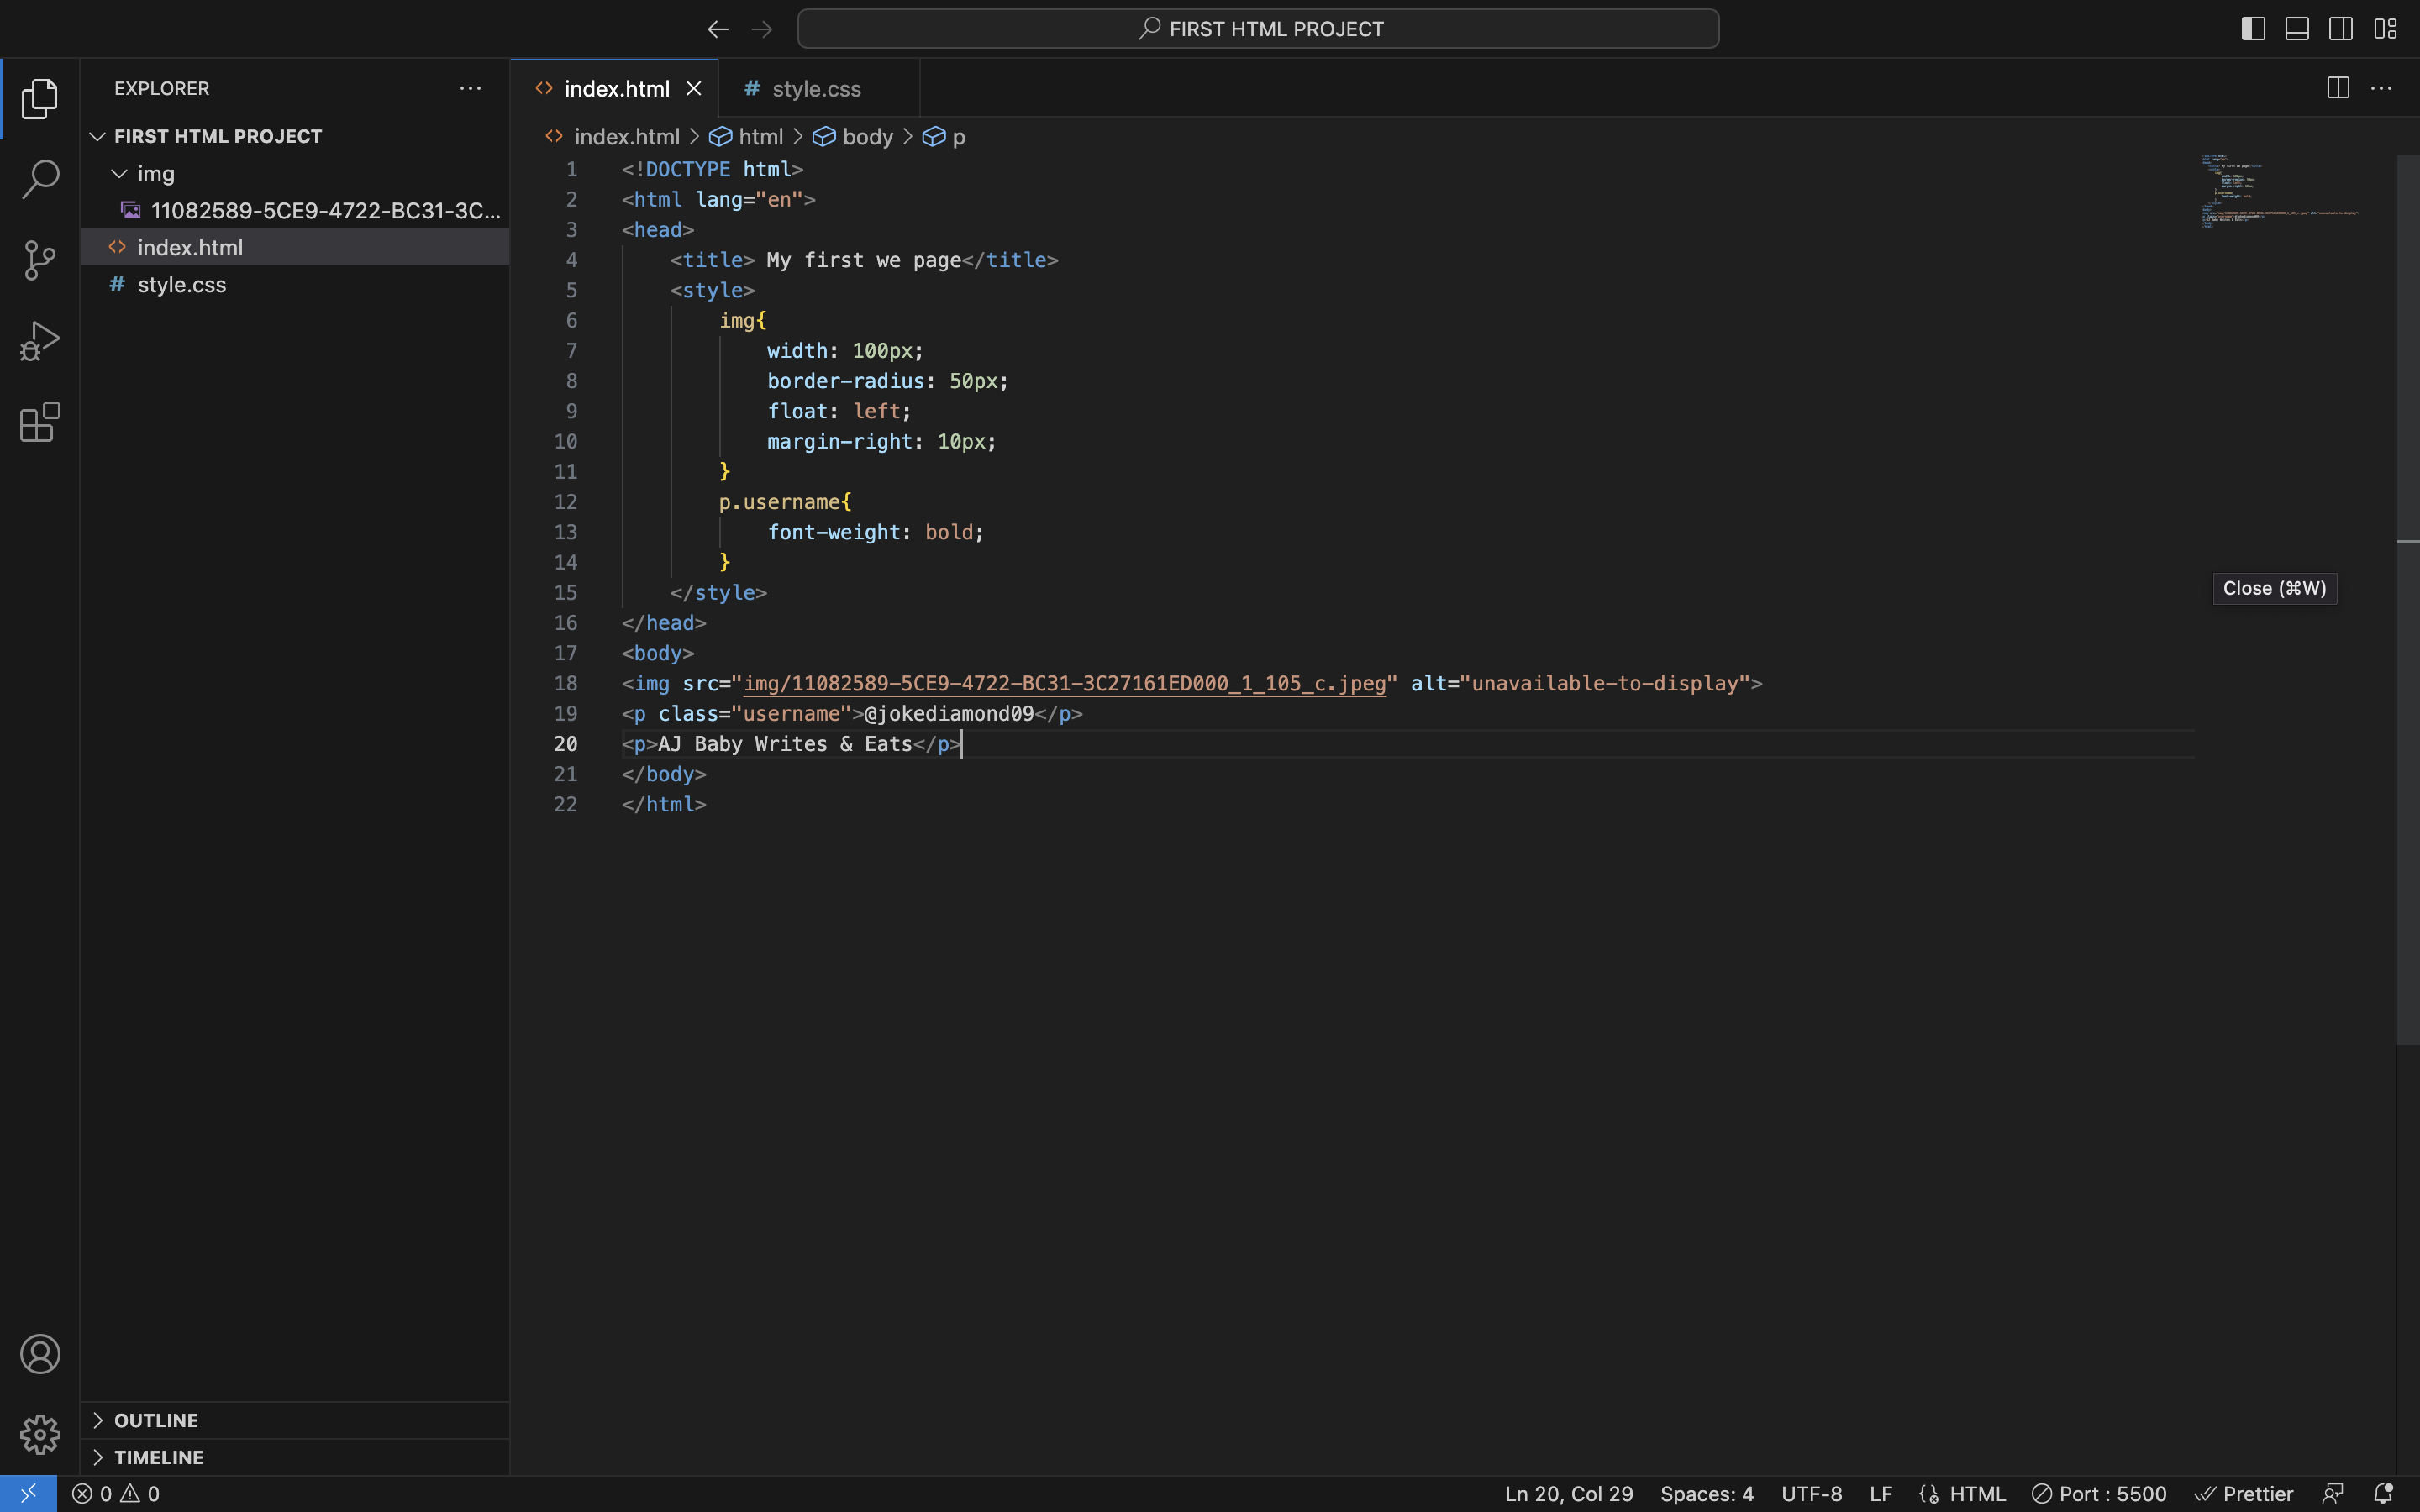 FIRST HTML PROJECT
EXPLORER
index.html
# style.css
FIRST HTML PROJECT
img
11082589-5CE9-4722-BC31-3C...
index.html
# style.css
index.html > html > body > p
1 <!DOCTYPE html>
2 <html lang="en">
3 <head>
4 <title> My first we page</title>
5 <style>
6 img{
7 width: 100px;
8 border-radius: 50px;
9 float: left;
10 margin-right: 10px;
11 }
12 p.username{
13 font-weight: bold;
14 }
15 </style>
16 </head>
17 <body>
18 <img src="img/11082589-5CE9-4722-BC31-3C27161ED000_1_105_c.jpeg" alt="unavailable-to-display">
19 <p class="username">@jokediamond09</p>
20 <p>AJ Baby Writes & Eats</p>
21 </body>
22 </html>
Close (⌘W)
OUTLINE
TIMELINE
0 0
Ln 20, Col 29 Spaces: 4 UTF-8 LF HTML Port : 5500 Prettier